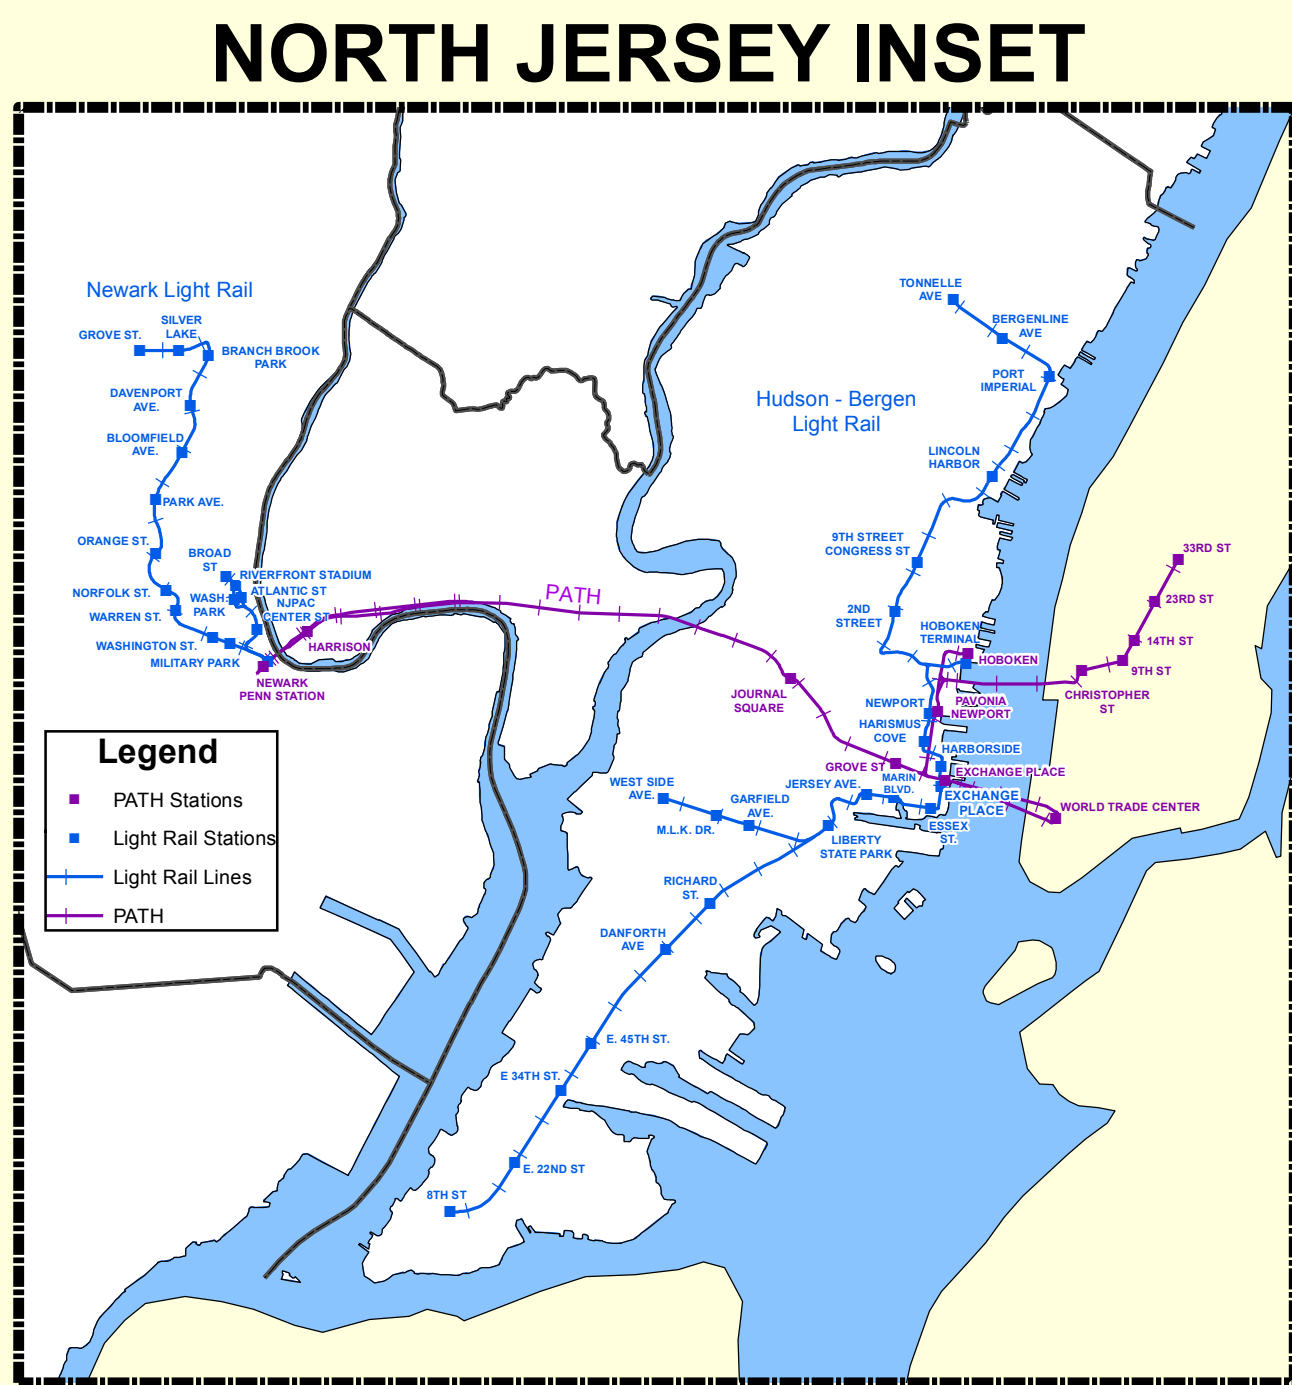 NORTH JERSEY INSET
Newark Light Rail
GROVE ST.
SILVER
LAKE
BRANCH BROOK
PARK
DAVENPORT
AVE.
BLOOMFIELD
AVE.
PARK AVE.
ORANGE ST.
BROAD
ST
RIVERFRONT STADIUM
ATLANTIC ST
WASH.
PARK
NJPAC
CENTER ST
NORFOLK ST.
WARREN ST.
WASHINGTON ST.
MILITARY PARK
HARRISON
NEWARK
PENN STATION
PATH
TONNELLE
AVE
BERGENLINE
AVE
PORT
IMPERIAL
Hudson - Bergen
Light Rail
LINCOLN
HARBOR
9TH STREET
CONGRESS ST
2ND
STREET
HOBOKEN
TERMINAL
HOBOKEN
33RD ST
23RD ST
14TH ST
9TH ST
CHRISTOPHER
ST
PAVONIA
NEWPORT
NEWPORT
HARISMUS
COVE
HARBORSIDE
JOURNAL
SQUARE
GROVE ST
EXCHANGE PLACE
EXCHANGE
PLACE
WORLD TRADE CENTER
MARIN
BLVD.
JERSEY AVE.
ESSEX
ST.
WEST SIDE
AVE.
GARFIELD
AVE.
M.L.K. DR.
LIBERTY
STATE PARK
RICHARD
ST.
DANFORTH
AVE
E. 45TH ST.
E 34TH ST.
E. 22ND ST
8TH ST
Legend
PATH Stations
Light Rail Stations
Light Rail Lines
PATH